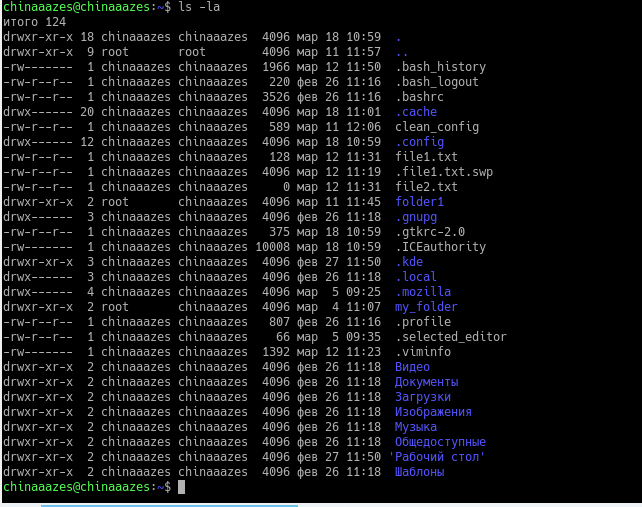 chinaaazes@chinaaazes:~$ ls -la
итого 124
drwxr-xr-x 18 chinaaazes chinaaazes  4096 мар 18 10:59  .
drwxr-xr-x  9 root       root        4096 мар 11 11:57  ..
-rw-------  1 chinaaazes chinaaazes  1966 мар 12 11:50  .bash_history
-rw-r--r--  1 chinaaazes chinaaazes   220 фев 26 11:16  .bash_logout
-rw-r--r--  1 chinaaazes chinaaazes  3526 фев 26 11:16  .bashrc
drwx------ 20 chinaaazes chinaaazes  4096 мар 18 11:01  .cache
-rw-r--r--  1 chinaaazes chinaaazes   589 мар 11 12:06  clean_config
drwx------ 12 chinaaazes chinaaazes  4096 мар 18 10:59  .config
-rw-r--r--  1 chinaaazes chinaaazes   128 мар 12 11:31  file1.txt
-rw-r--r--  1 chinaaazes chinaaazes  4096 мар 12 11:19  .file1.txt.swp
-rw-r--r--  1 chinaaazes chinaaazes     0 мар 12 11:31  file2.txt
drwxr-xr-x  2 root       chinaaazes  4096 мар 11 11:45  folder1
drwx------  3 chinaaazes chinaaazes  4096 фев 26 11:18  .gnupg
-rw-r--r--  1 chinaaazes chinaaazes   375 мар 18 10:59  .gtkrc-2.0
-rw-------  1 chinaaazes chinaaazes 10008 мар 18 10:59  .ICEauthority
drwxr-xr-x  3 chinaaazes chinaaazes  4096 фев 27 11:50  .kde
drwx------  3 chinaaazes chinaaazes  4096 фев 26 11:18  .local
drwx------  4 chinaaazes chinaaazes  4096 мар  5 09:25  .mozilla
drwxr-xr-x  2 root       chinaaazes  4096 мар  4 11:07  my_folder
-rw-r--r--  1 chinaaazes chinaaazes   807 фев 26 11:16  .profile
-rw-r--r--  1 chinaaazes chinaaazes    66 мар  5 09:35  .selected_editor
-rw-------  1 chinaaazes chinaaazes  1392 мар 12 11:23  .viminfo
drwxr-xr-x  2 chinaaazes chinaaazes  4096 фев 26 11:18  Видео
drwxr-xr-x  2 chinaaazes chinaaazes  4096 фев 26 11:18  Документы
drwxr-xr-x  2 chinaaazes chinaaazes  4096 фев 26 11:18  Загрузки
drwxr-xr-x  2 chinaaazes chinaaazes  4096 фев 26 11:18  Изображения
drwxr-xr-x  2 chinaaazes chinaaazes  4096 фев 26 11:18  Музыка
drwxr-xr-x  2 chinaaazes chinaaazes  4096 фев 26 11:18  Общедоступные
drwxr-xr-x  2 chinaaazes chinaaazes  4096 фев 27 11:50 'Рабочий стол'
drwxr-xr-x  2 chinaaazes chinaaazes  4096 фев 26 11:18  Шаблоны
chinaaazes@chinaaazes:~$